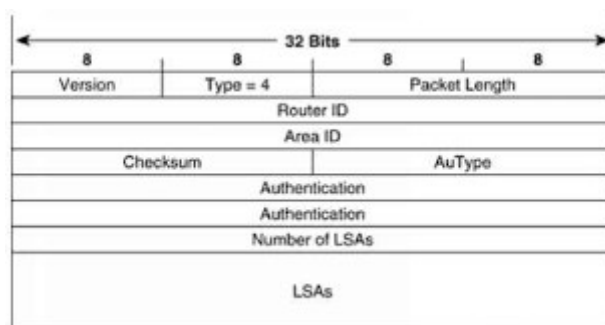 32 Bits
8 8 8 8
Version Type = 4 Packet Length
Router ID
Area ID
Checksum AuType
Authentication
Authentication
Number of LSAs
LSAs